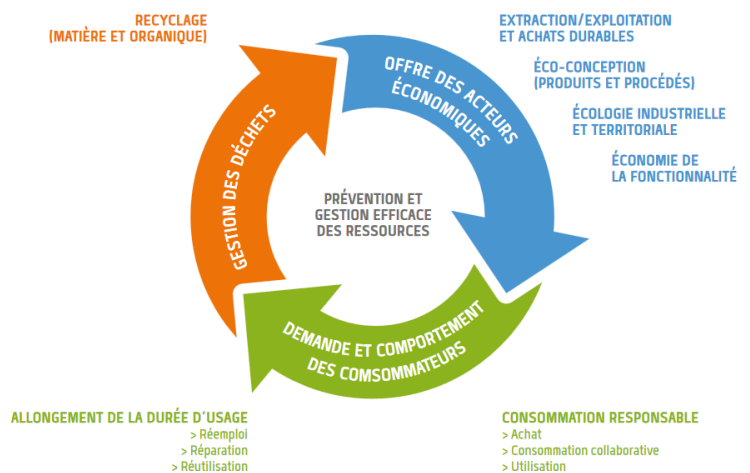 RECYCLAGE
(MATIÈRE ET ORGANIQUE)
EXTRACTION/EXPLOITATION
ET ACHATS DURABLES
ÉCO-CONCEPTION
(PRODUITS ET PROCÉDÉS)
ÉCOLOGIE INDUSTRIELLE
ET TERRITORIALE
ÉCONOMIE DE
LA FONCTIONNALITÉ
OFFRE DES ACTEURS
ÉCONOMIQUES
GESTION DES DÉCHETS
PRÉVENTION ET
GESTION EFFICACE
DES RESSOURCES
DEMANDE ET COMPORTEMENT
DES COMSOMMATEURS
ALLONGEMENT DE LA DURÉE D'USAGE
> Réemploi
> Réparation
> Réutilisation
CONSOMMATION RESPONSABLE
> Achat
> Consommation collaborative
> Utilisation